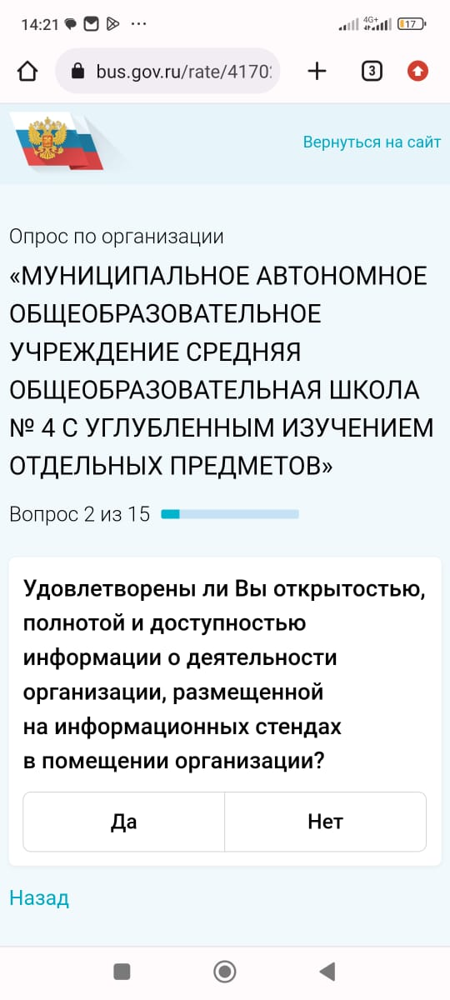 14:21
4G+
17
bus.gov.ru/rate/4170
3
Вернуться на сайт
Опрос по организации
«МУНИЦИПАЛЬНОЕ АВТОНОМНОЕ
ОБЩЕОБРАЗОВАТЕЛЬНОЕ
УЧРЕЖДЕНИЕ СРЕДНЯЯ
ОБЩЕОБРАЗОВАТЕЛЬНАЯ ШКОЛА
№ 4 С УГЛУБЛЕННЫМ ИЗУЧЕНИЕМ
ОТДЕЛЬНЫХ ПРЕДМЕТОВ»
Вопрос 2 из 15
Удовлетворены ли Вы открытостью,
полнотой и доступностью
информации о деятельности
организации, размещенной
на информационных стендах
в помещении организации?
Да
Нет
Назад